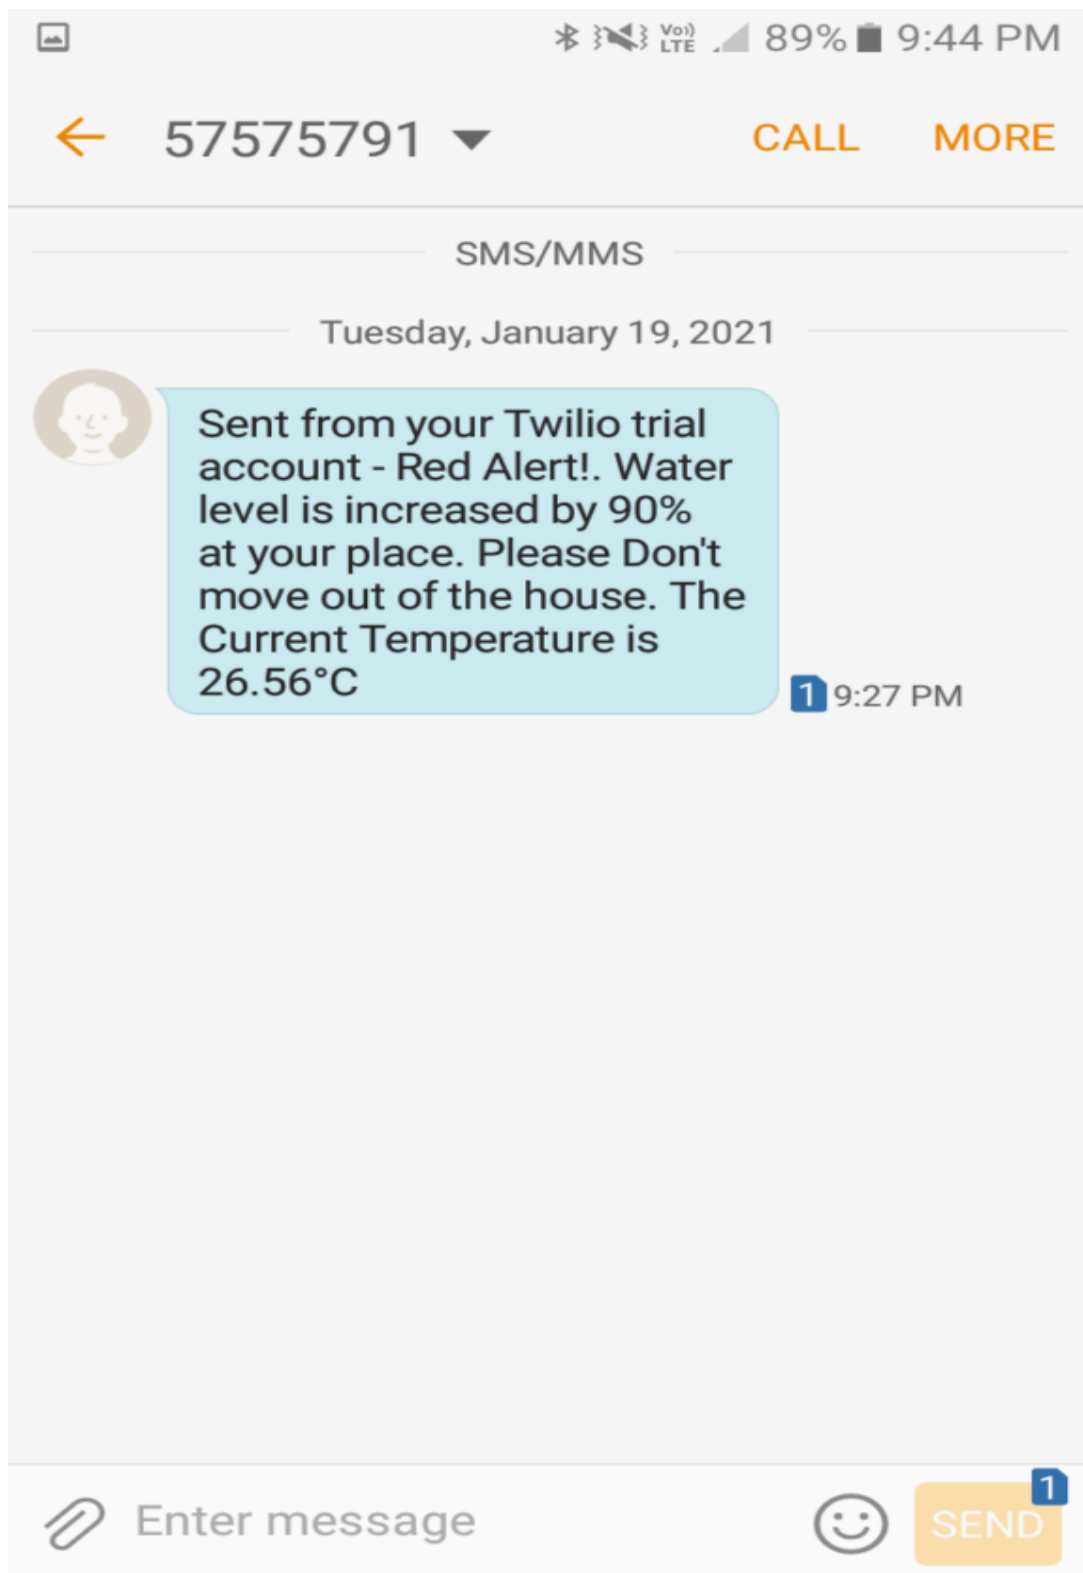 Vo)) LTE 89% 9:44 PM
57575791 CALL MORE
SMS/MMS
Tuesday, January 19, 2021
Sent from your Twilio trial
account - Red Alert!. Water
level is increased by 90%
at your place. Please Don't
move out of the house. The
Current Temperature is
26.56°C
1 9:27 PM
Enter message
SEND 1